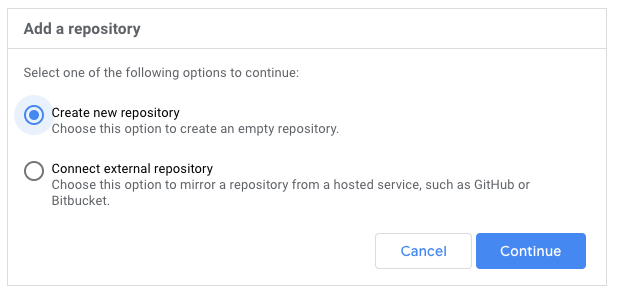 Add a repository
Select one of the following options to continue:
Create new repository
Choose this option to create an empty repository.
Connect external repository
Choose this option to mirror a repository from a hosted service, such as GitHub or
Bitbucket.
Cancel
Continue